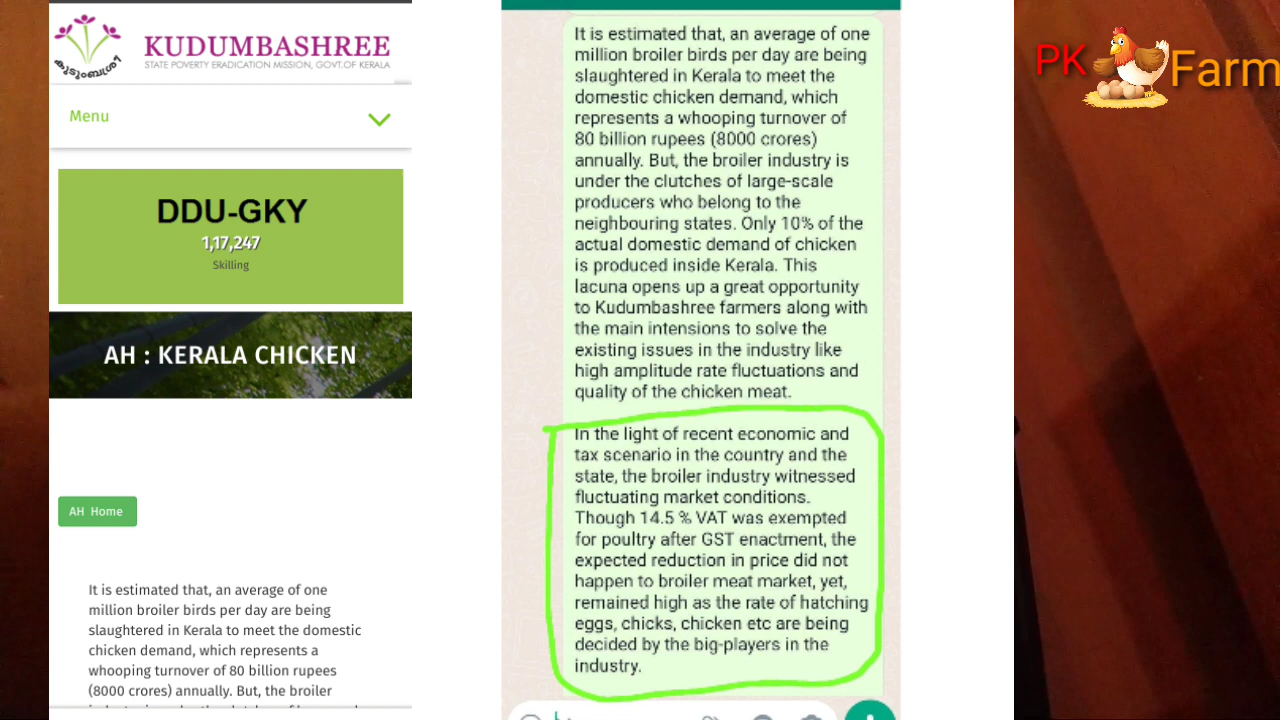 കുടുംബശ്രീ
KUDUMBASHREE
STATE POVERTY ERADICATION MISSION, GOVT.OF KERALA
Menu
DDU-GKY
1,17,247
Skilling
AH : KERALA CHICKEN
AH Home
It is estimated that, an average of one
million broiler birds per day are being
slaughtered in Kerala to meet the domestic
chicken demand, which represents a
whooping turnover of 80 billion rupees
(8000 crores) annually. But, the broiler
It is estimated that, an average of one
million broiler birds per day are being
slaughtered in Kerala to meet the
domestic chicken demand, which
represents a whooping turnover of
80 billion rupees (8000 crores)
annually. But, the broiler industry is
under the clutches of large-scale
producers who belong to the
neighbouring states. Only 10% of the
actual domestic demand of chicken
is produced inside Kerala. This
lacuna opens up a great opportunity
to Kudumbashree farmers along with
the main intensions to solve the
existing issues in the industry like
high amplitude rate fluctuations and
quality of the chicken meat.
In the light of recent economic and
tax scenario in the country and the
state, the broiler industry witnessed
fluctuating market conditions.
Though 14.5 % VAT was exempted
for poultry after GST enactment, the
expected reduction in price did not
happen to broiler meat market, yet,
remained high as the rate of hatching
eggs, chicks, chicken etc are being
decided by the big-players in the
industry.
PK Farm